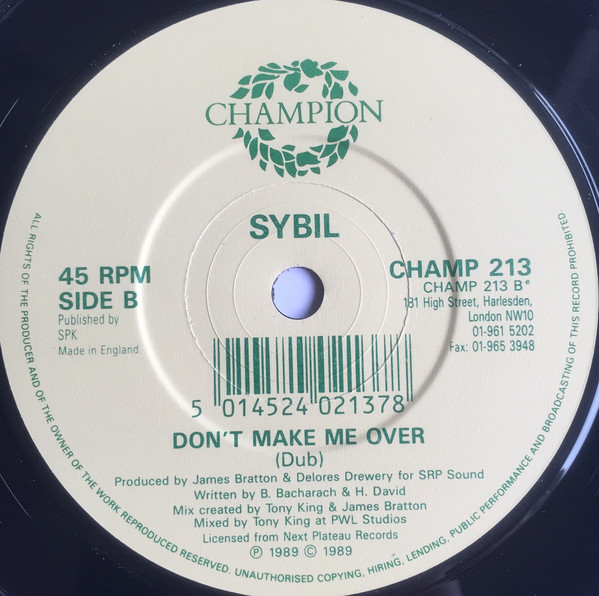 CHAMPION
SYBIL
45 RPM
SIDE B
Published by
SPK
Made in England
CHAMP 213
CHAMP 213 B*
181 High Street, Harlesden,
London NW10
01-961 5202
Fax: 01-965 3948
5 014524 021378
DON'T MAKE ME OVER
(Dub)
Produced by James Bratton & Delores Drewery for SRP Sound
Written by B. Bacharach & H. David
Mix created by Tony King & James Bratton
Mixed by Tony King at PWL Studios
Licensed from Next Plateau Records
℗ 1989 © 1989
ALL RIGHTS OF THE PRODUCER AND OF THE OWNER OF THE WORK REPRODUCED RESERVED. UNAUTHORISED COPYING, HIRING, LENDING, PUBLIC PERFORMANCE AND BROADCASTING OF THIS RECORD PROHIBITED.